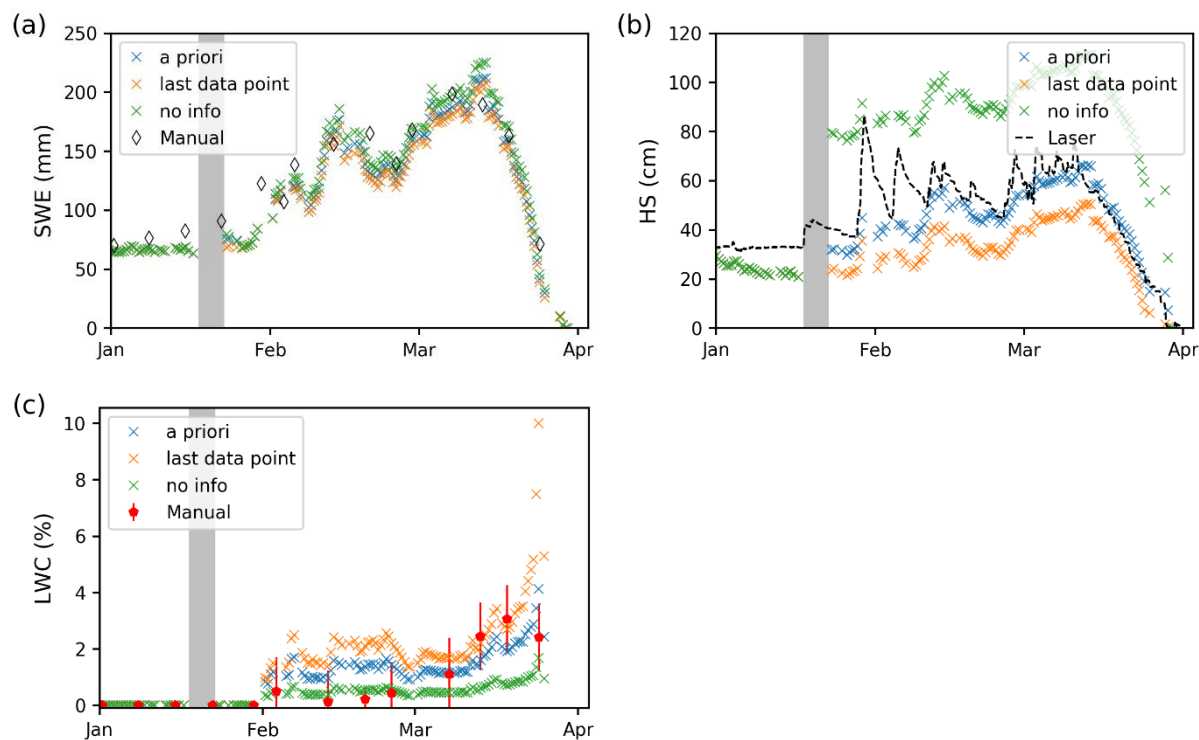 (a)
250
200
150
100
50
0
SWE (mm)
a priori
last data point
no info
Manual
Jan Feb Mar Apr
(b)
120
100
80
60
40
20
0
HS (cm)
a priori
last data point
no info
Laser
Jan Feb Mar Apr
(c)
10
8
6
4
2
0
LWC (%)
a priori
last data point
no info
Manual
Jan Feb Mar Apr